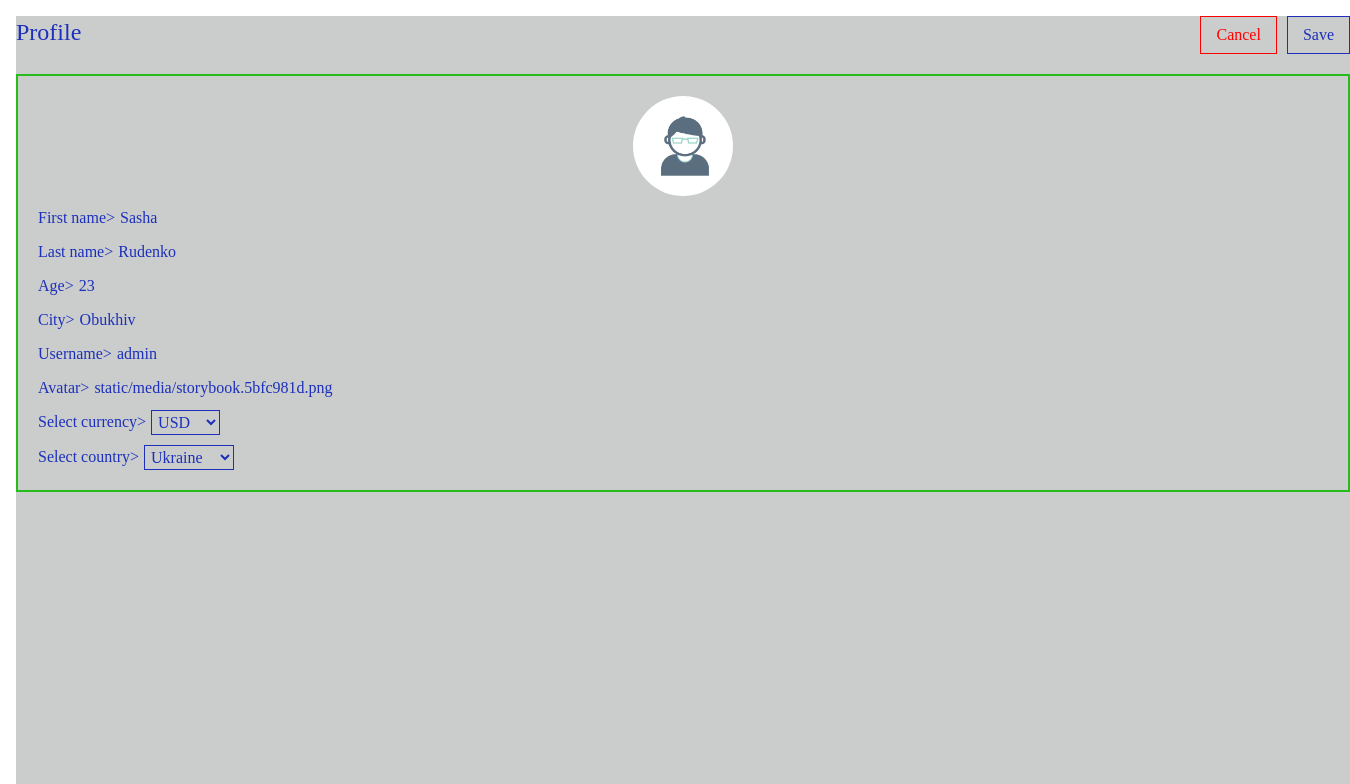 Profile
Cancel
Save
First name> Sasha
Last name> Rudenko
Age> 23
City> Obukhiv
Username> admin
Avatar> static/media/storybook.5bfc981d.png
Select currency> USD
Select country> Ukraine